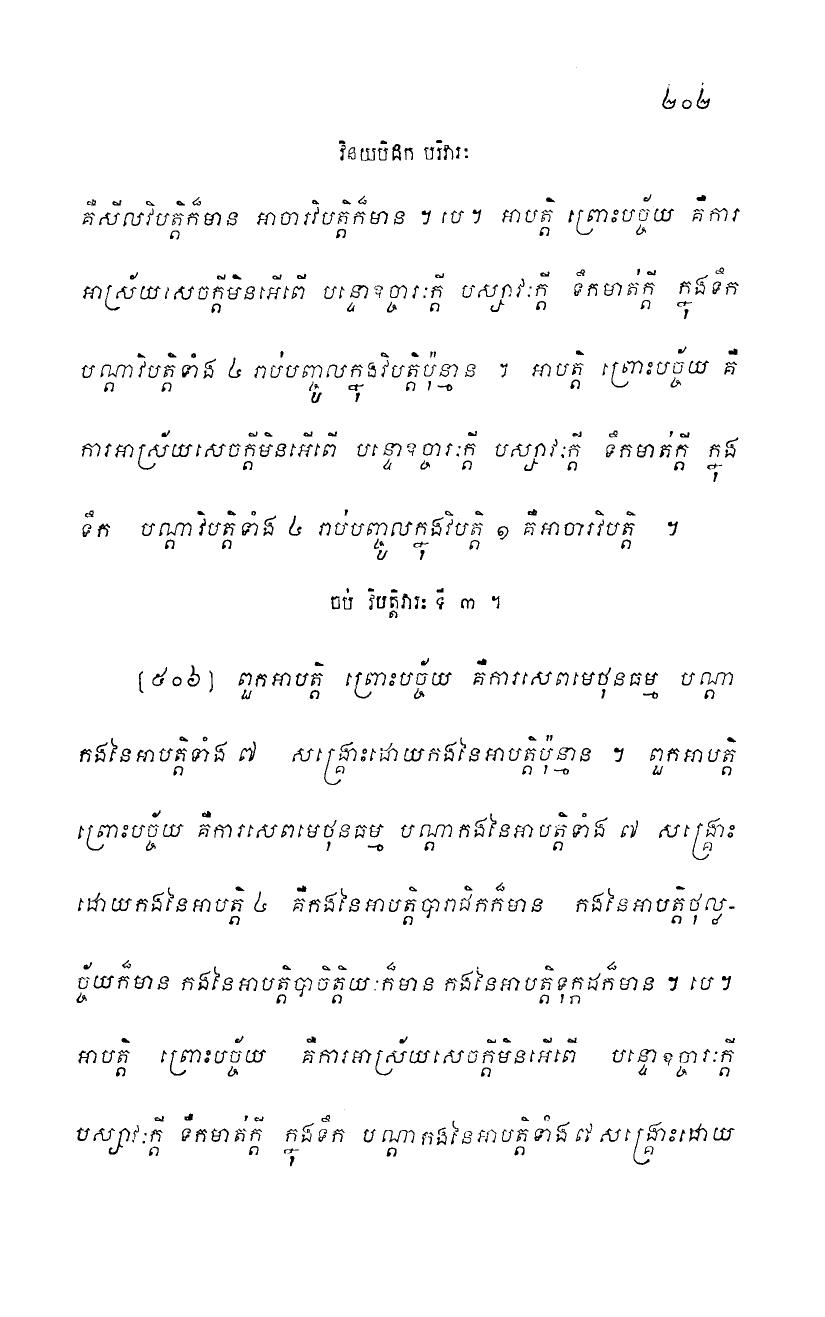 ២០២
វិនយបិដក បរិវារៈ
គឺសីលវិបត្តិក៏មាន អាចារវិបត្តិក៏មាន ។ បេ ។ អាបត្តិ ព្រោះបច្ច័យ គឺការ
អាស្រ័យសេចក្តីមិនអើពើ បន្ទោឧច្ចារៈក្តី បស្សាវៈក្តី ទឹកមាត់ក្តី ក្នុងទឹក
បណ្តាវិបត្តិទាំង ៤ រាប់បញ្ចូលក្នុងវិបត្តិប៉ុន្មាន ។ អាបត្តិ ព្រោះបច្ច័យ គឺ
ការអាស្រ័យសេចក្តីមិនអើពើ បន្ទោឧច្ចារៈក្តី បស្សាវៈក្តី ទឹកមាត់ក្តី ក្នុង
ទឹក បណ្តាវិបត្តិទាំង ៤ រាប់បញ្ចូលក្នុងវិបត្តិ ១ គឺអាចារវិបត្តិ ។
ចប់ វិបត្តិវារៈ ទី ៣ ។
[៥០៦] ពួកអាបត្តិ ព្រោះបច្ច័យ គឺការសេពមេថុនធម្ម បណ្តា
កងនៃអាបត្តិទាំង ៧ សង្គ្រោះដោយកងនៃអាបត្តិប៉ុន្មាន ។ ពួកអាបត្តិ
ព្រោះបច្ច័យ គឺការសេពមេថុនធម្ម បណ្តាកងនៃអាបត្តិទាំង ៧ សង្គ្រោះ
ដោយកងនៃអាបត្តិ ៤ គឺកងនៃអាបត្តិបារាជិកក៏មាន កងនៃអាបត្តិថុល្ល-
ច្ច័យក៏មាន កងនៃអាបត្តិបាចិត្តិយៈក៏មាន កងនៃអាបត្តិទុក្កដក៏មាន ។ បេ ។
អាបត្តិ ព្រោះបច្ច័យ គឺការអាស្រ័យសេចក្តីមិនអើពើ បន្ទោឧច្ចារៈក្តី
បស្សាវៈក្តី ទឹកមាត់ក្តី ក្នុងទឹក បណ្តាកងនៃអាបត្តិទាំង ៧ សង្គ្រោះដោយ